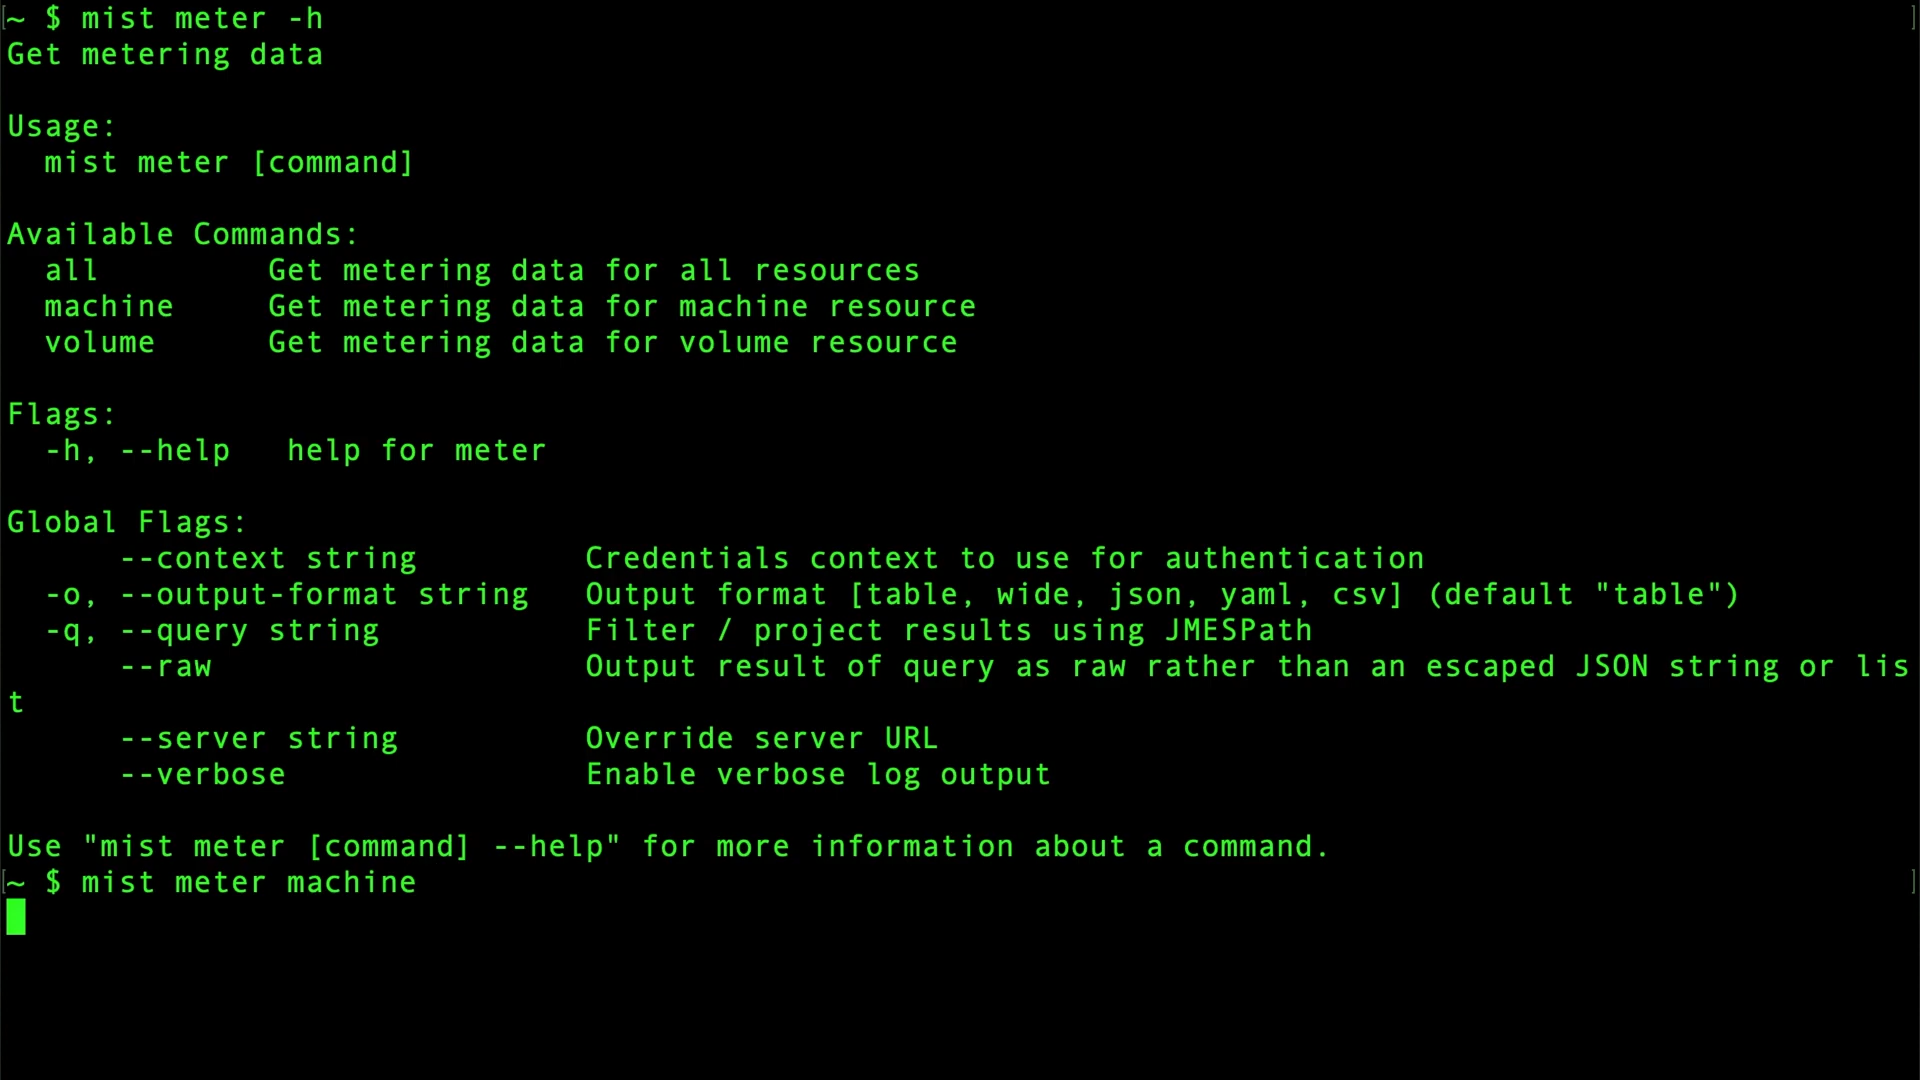 [~ $ mist meter -h ]
Get metering data
Usage:
  mist meter [command]
Available Commands:
  all         Get metering data for all resources
  machine     Get metering data for machine resource
  volume      Get metering data for volume resource
Flags:
  -h, --help   help for meter
Global Flags:
      --context string         Credentials context to use for authentication
  -o, --output-format string   Output format [table, wide, json, yaml, csv] (default "table")
  -q, --query string           Filter / project results using JMESPath
      --raw                    Output result of query as raw rather than an escaped JSON string or lis
t
      --server string          Override server URL
      --verbose                Enable verbose log output
Use "mist meter [command] --help" for more information about a command.
[~ $ mist meter machine ]